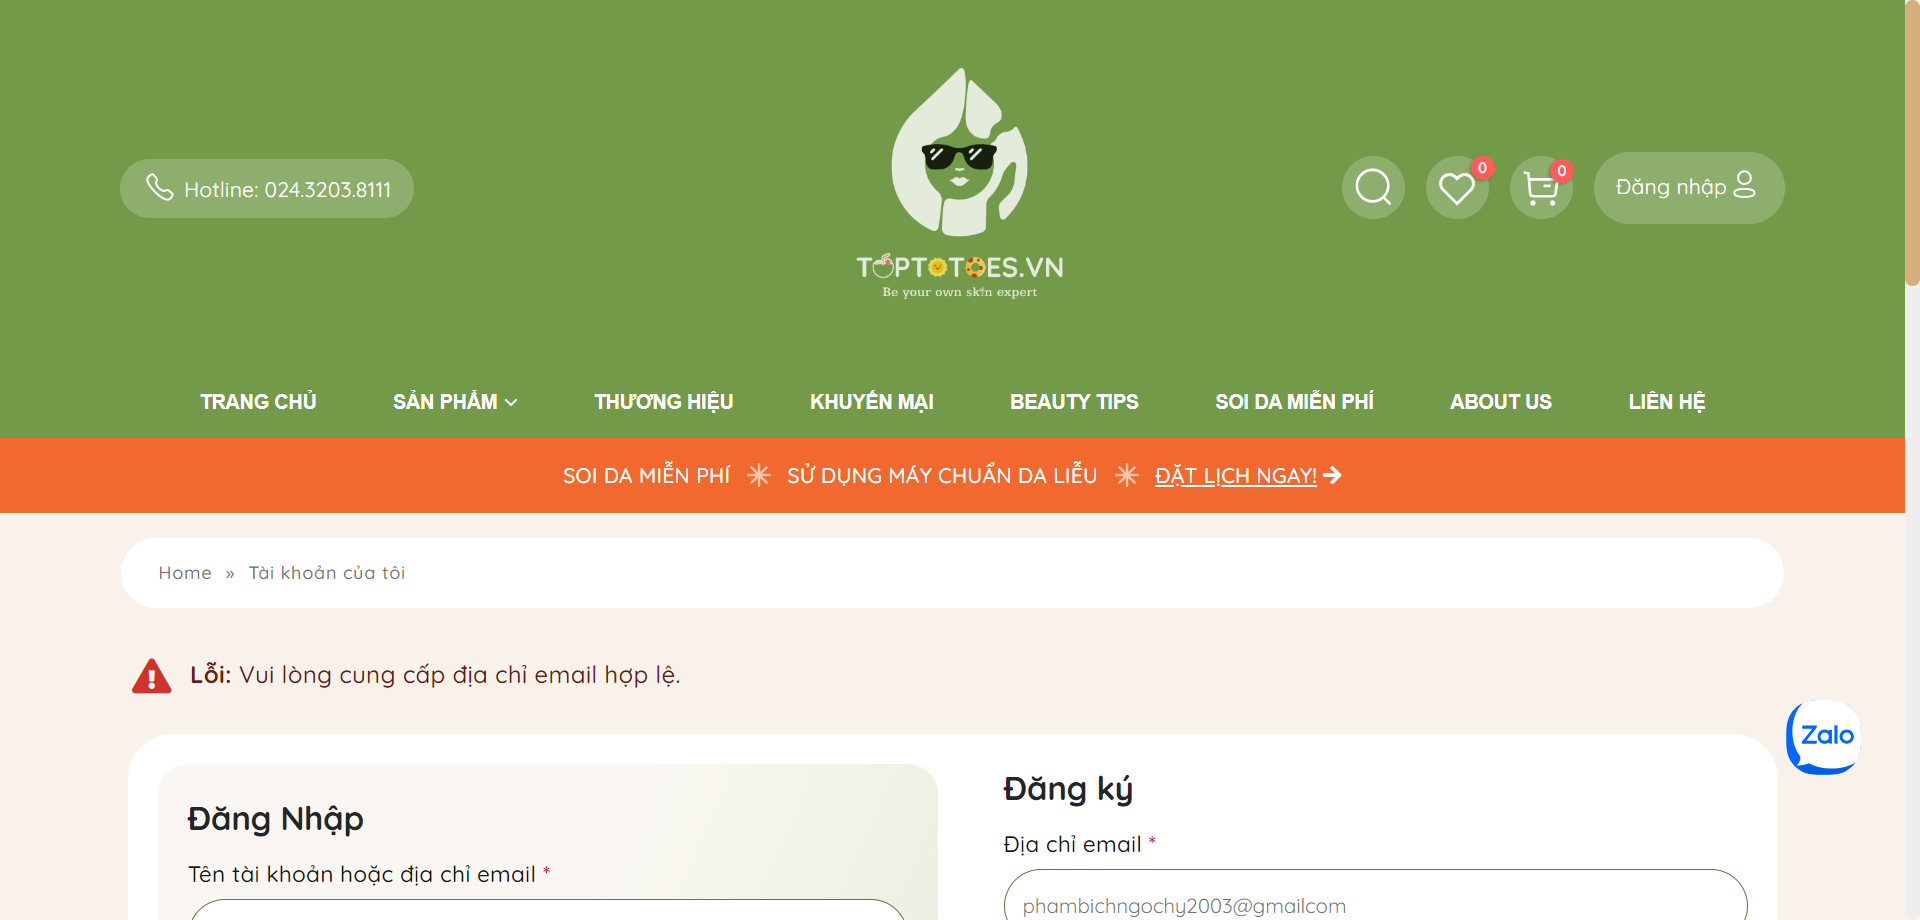 Hotline: 024.3203.8111
TOPTOTOES.VN
Be your own skin expert
0
0
Đăng nhập
TRANG CHỦ
SẢN PHẨM
THƯƠNG HIỆU
KHUYẾN MẠI
BEAUTY TIPS
SOI DA MIỄN PHÍ
ABOUT US
LIÊN HỆ
SOI DA MIỄN PHÍ
SỬ DỤNG MÁY CHUẨN DA LIỄU
ĐẶT LỊCH NGAY!
Home » Tài khoản của tôi
Lỗi: Vui lòng cung cấp địa chỉ email hợp lệ.
Zalo
Đăng Nhập
Tên tài khoản hoặc địa chỉ email *
Đăng ký
Địa chỉ email *
phambichngochy2003@gmailcom